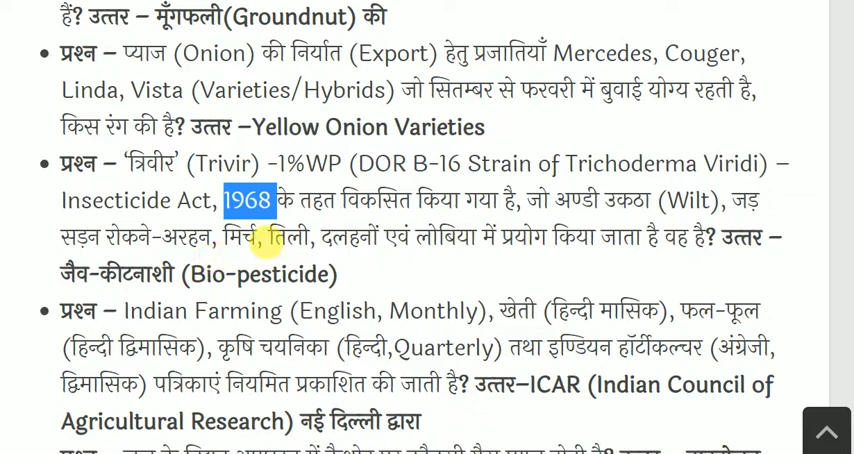 हैं? उत्तर – मूँगफली(Groundnut) की
• प्रश्न – प्याज (Onion) की निर्यात (Export) हेतु प्रजातियाँ Mercedes, Couger,
Linda, Vista (Varieties/Hybrids) जो सितम्बर से फरवरी में बुवाई योग्य रहती है,
किस रंग की है? उत्तर –Yellow Onion Varieties
• प्रश्न – 'त्रिवीर' (Trivir) –1%WP (DOR B-16 Strain of Trichoderma Viridi) –
Insecticide Act, 1968 के तहत विकसित किया गया है, जो अण्डी उकठा (Wilt), जड़
सड़न रोकने-अरहन, मिर्च, तिली, दलहनों एवं लोबिया में प्रयोग किया जाता है वह है? उत्तर –
जैव-कीटनाशी (Bio-pesticide)
• प्रश्न – Indian Farming (English, Monthly), खेती (हिन्दी मासिक), फल-फूल
(हिन्दी द्विमासिक), कृषि चयनिका (हिन्दी,Quarterly) तथा इण्डियन हॉर्टीकल्चर (अंग्रेजी,
द्विमासिक) पत्रिकाएं नियमित प्रकाशित की जाती है? उत्तर–ICAR (Indian Council of
Agricultural Research) नई दिल्ली द्वारा